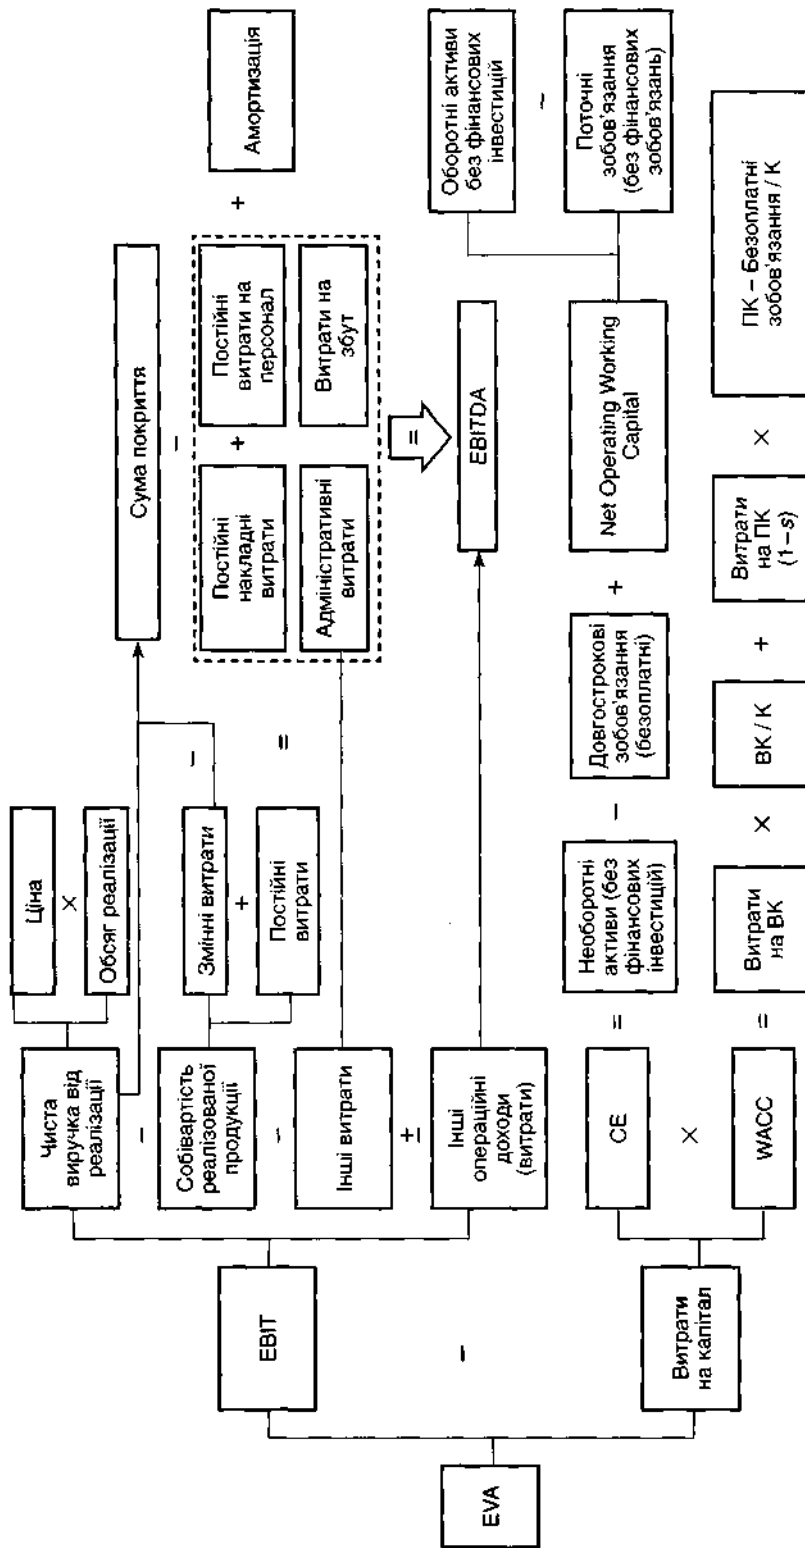 EVA
EBIT
–
Витрати
на капітал
Чиста
виручка від
реалізації
–
Собівартість
реалізованої
продукції
–
Інші витрати
±
Інші
операційні
доходи
(витрати)
CE
×
WACC
Ціна
×
Обсяг реалізації
Змінні витрати
+
Постійні
витрати
–
=
Сума покриття
–
Постійні
накладні
витрати
+
Постійні
витрати на
персонал
Адміністративні
витрати
Витрати на
збут
+
Амортизація
=
EBITDA
=
Необоротні
активи (без
фінансових
інвестицій)
–
Довгострокові
зобов'язання
(безоплатні)
+
Net Operating Working
Capital
Оборотні активи
без фінансових
інвестицій
–
Поточні
зобов'язання
(без фінансових
зобов'язань)
=
Витрати
на ВК
×
ВК / К
+
Витрати
на ПК
(1–s)
×
ПК – Безоплатні
зобов'язання / К